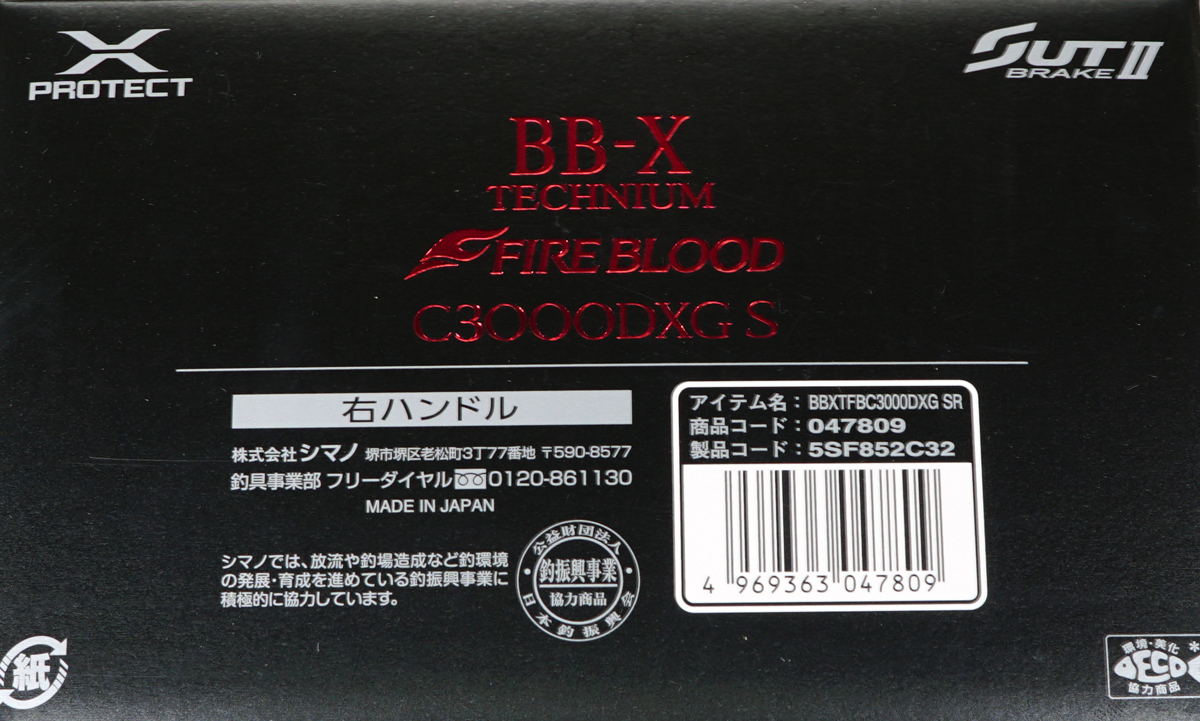 X
PROTECT
SUT II
BRAKE
BB-X
TECHNIUM
FIRE BLOOD
C3000DXG S
右ハンドル
株式会社 シマノ 堺市堺区老松町3丁77番地 〒590-8577
釣具事業部 フリーダイヤル 0120-861130
MADE IN JAPAN
シマノでは、放流や釣場造成など釣環境
の発展・育成を進めている釣振興事業に
積極的に協力しています。
公益財団法人
釣振興事業
協力商品
日本釣振興会
アイテム名：BBXTFBC3000DXG SR
商品コード：047809
製品コード：5SF852C32
4 969363 047809
紙
環境・美化
DECO
協力商品